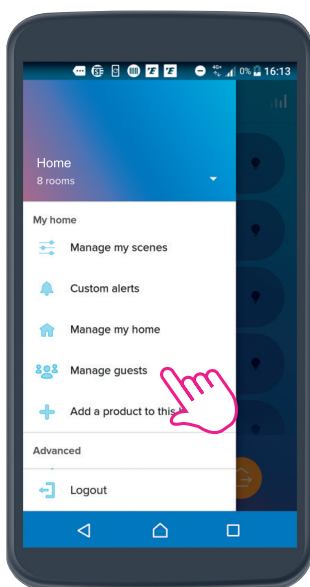 0% 16:13
Home
8 rooms
My home
Manage my scenes
Custom alerts
Manage my home
Manage guests
Add a product to this
Advanced
Logout